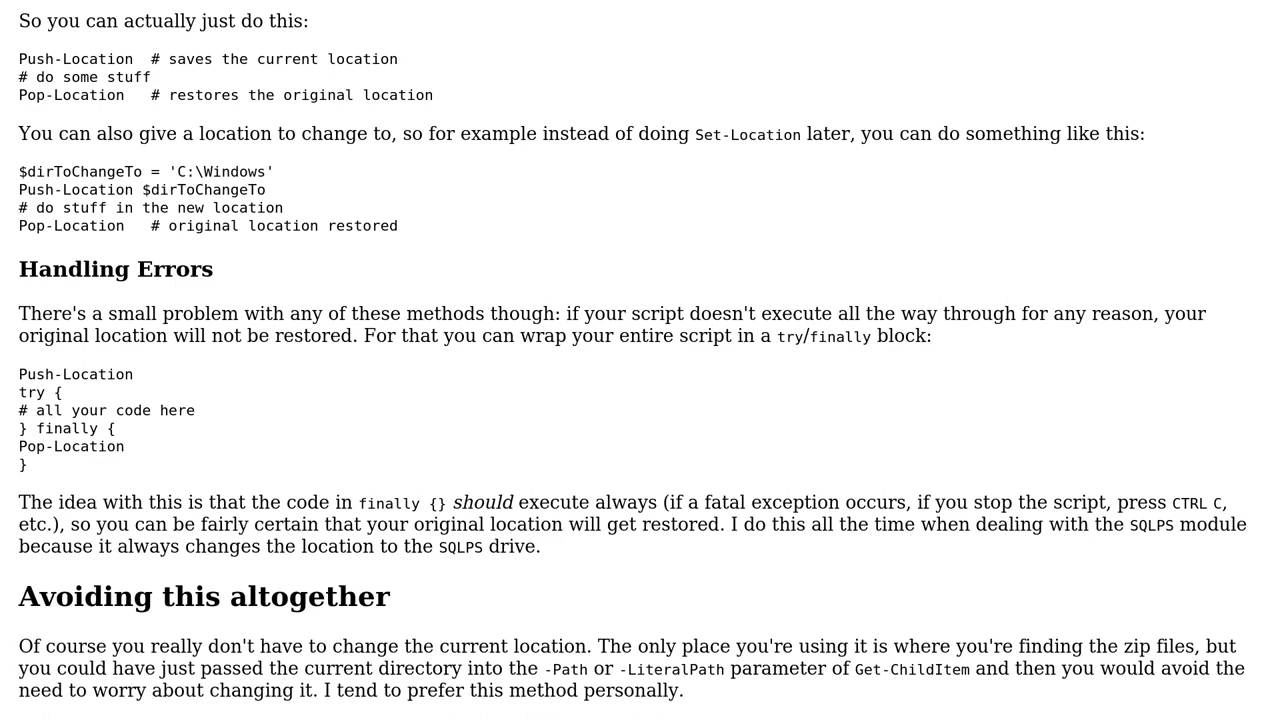 So you can actually just do this:
Push-Location  # saves the current location
# do some stuff
Pop-Location   # restores the original location
You can also give a location to change to, so for example instead of doing Set-Location later, you can do something like this:
$dirToChangeTo = 'C:\Windows'
Push-Location $dirToChangeTo
# do stuff in the new location
Pop-Location   # original location restored
Handling Errors
There's a small problem with any of these methods though: if your script doesn't execute all the way through for any reason, your
original location will not be restored. For that you can wrap your entire script in a try/finally block:
Push-Location
try {
# all your code here
} finally {
Pop-Location
}
The idea with this is that the code in finally {} should execute always (if a fatal exception occurs, if you stop the script, press CTRL C,
etc.), so you can be fairly certain that your original location will get restored. I do this all the time when dealing with the SQLPS module
because it always changes the location to the SQLPS drive.
Avoiding this altogether
Of course you really don't have to change the current location. The only place you're using it is where you're finding the zip files, but
you could have just passed the current directory into the -Path or -LiteralPath parameter of Get-ChildItem and then you would avoid the
need to worry about changing it. I tend to prefer this method personally.